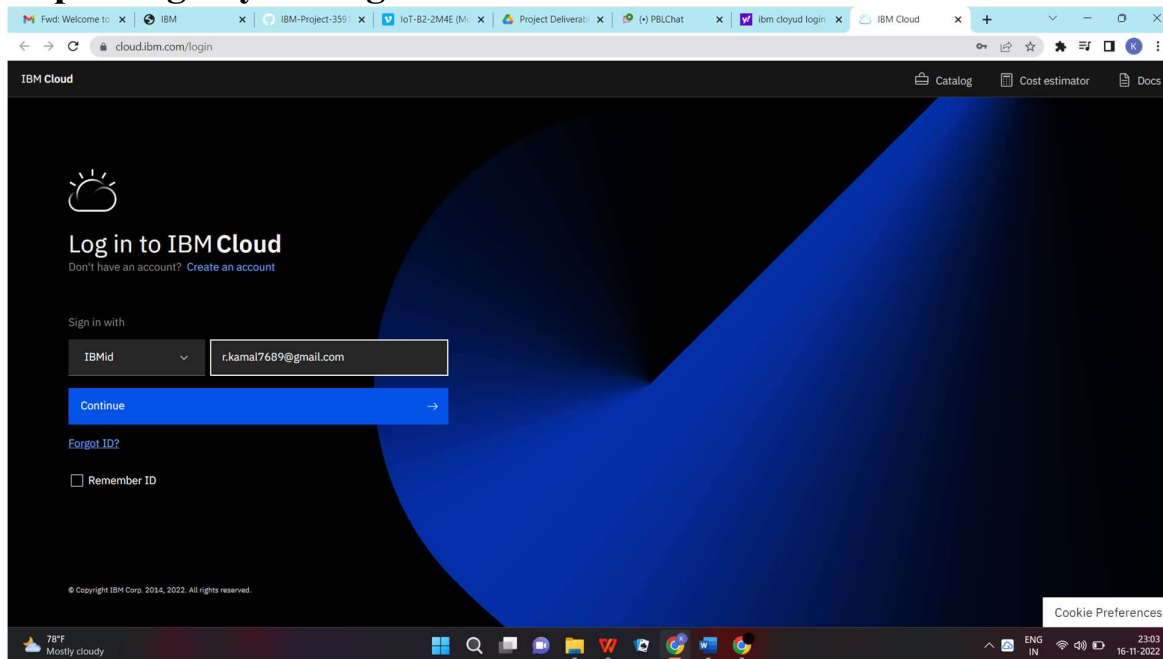 Fwd: Welcome to
IBM
IBM-Project-3591
IoT-B2-2M4E (Mo
Project Deliverab
(•) PBLChat
ibm cloyud login
IBM Cloud
cloud.ibm.com/login
K
IBM Cloud
Catalog
Cost estimator
Docs
Log in to IBM Cloud
Don't have an account? Create an account
Sign in with
IBMid
r.kamal7689@gmail.com
Continue
Forgot ID?
Remember ID
© Copyright IBM Corp. 2014, 2022. All rights reserved.
Cookie Preferences
78°F
Mostly cloudy
ENG
IN
23:03
16-11-2022